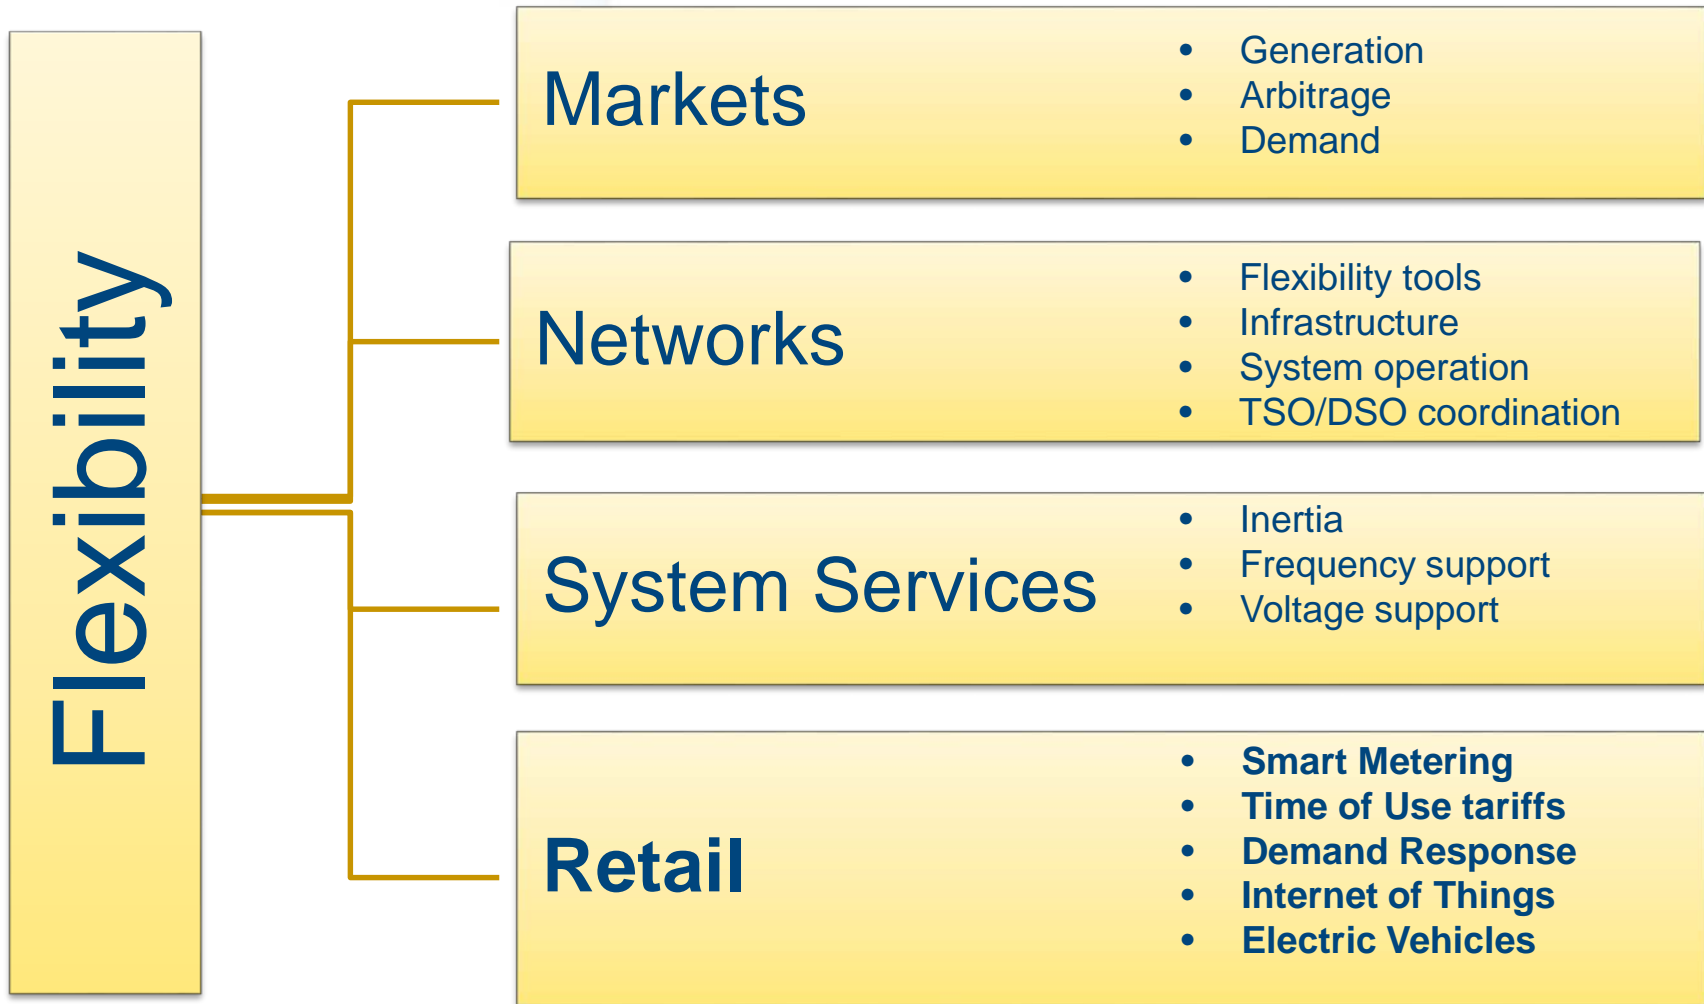 Flexibility
Markets
• Generation
• Arbitrage
• Demand
Networks
• Flexibility tools
• Infrastructure
• System operation
• TSO/DSO coordination
System Services
• Inertia
• Frequency support
• Voltage support
Retail
• Smart Metering
• Time of Use tariffs
• Demand Response
• Internet of Things
• Electric Vehicles